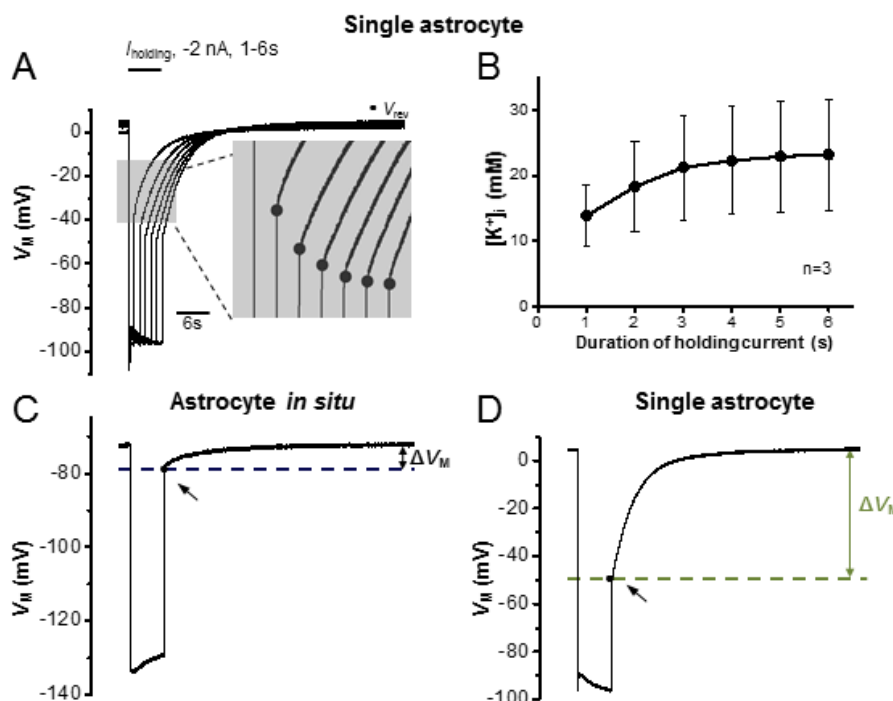 Single astrocyte
I holding, -2 nA, 1-6s
A
V rev
0
-20
-40
-60
-80
-100
V M (mV)
6s
B
30
20
10
0
[K+]i (mM)
n=3
0 1 2 3 4 5 6
Duration of holding current (s)
C
Astrocyte in situ
-80
-100
-120
-140
V M (mV)
ΔV M
D
Single astrocyte
0
-20
-40
-60
-80
-100
V M (mV)
ΔV M